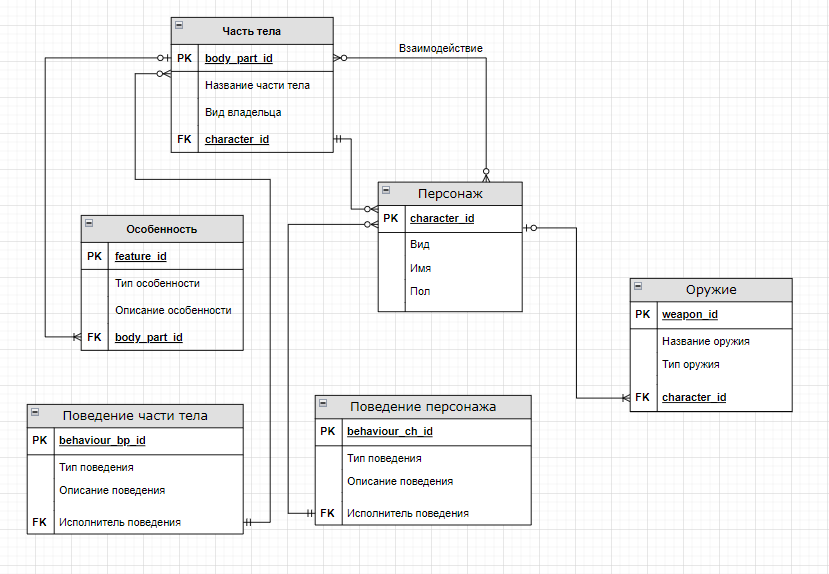 Часть тела
PK body_part_id
Название части тела
Вид владельца
FK character_id
Взаимодействие
Персонаж
PK character_id
Вид
Имя
Пол
Особенность
PK feature_id
Тип особенности
Описание особенности
FK body_part_id
Оружие
PK weapon_id
Название оружия
Тип оружия
FK character_id
Поведение части тела
PK behaviour_bp_id
Тип поведения
Описание поведения
FK Исполнитель поведения
Поведение персонажа
PK behaviour_ch_id
Тип поведения
Описание поведения
FK Исполнитель поведения